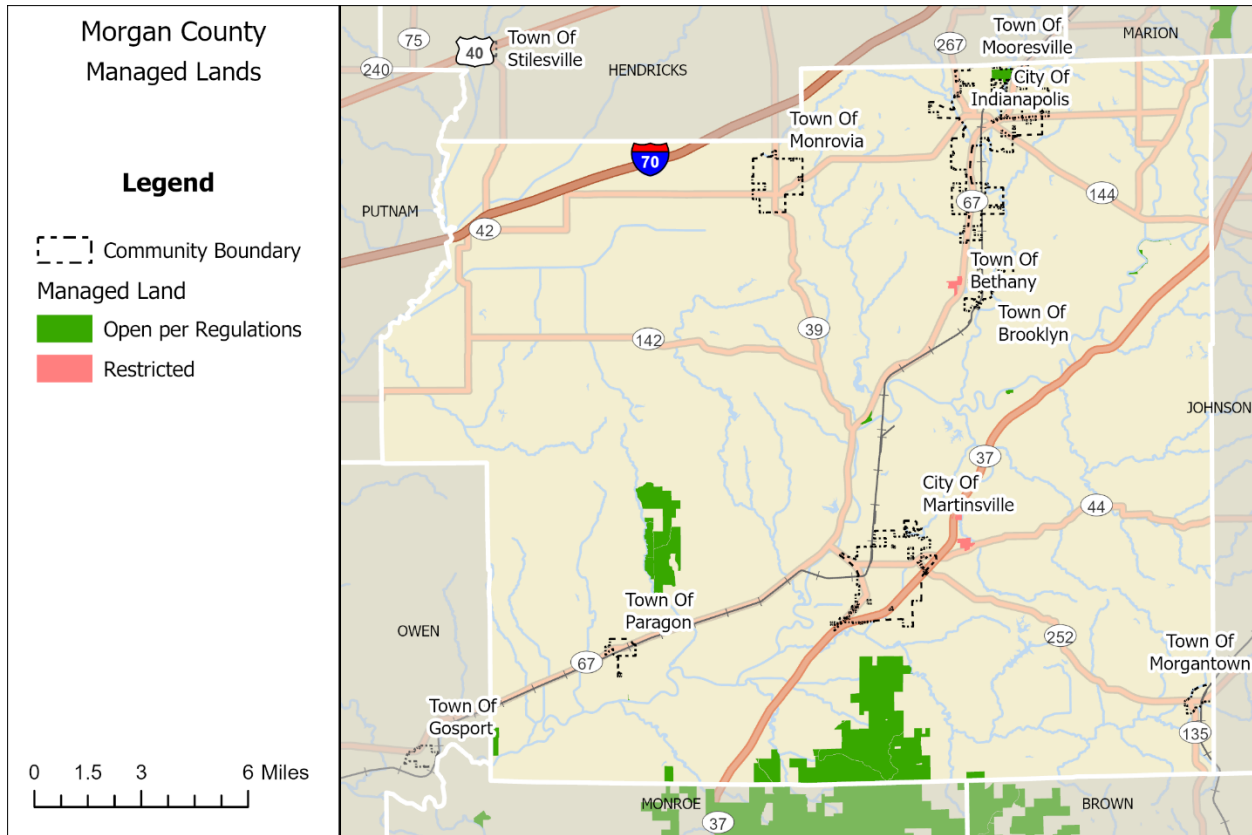 Morgan County
Managed Lands
Legend
Community Boundary
Managed Land
Open per Regulations
Restricted
0 1.5 3 6 Miles
75
40
240
Town Of
Stilesville
HENDRICKS
267
Town Of
Mooresville
MARION
City Of
Indianapolis
Town Of
Monrovia
70
PUTNAM
42
67
144
Town Of
Bethany
Town Of
Brooklyn
39
142
JOHNSON
37
City Of
Martinsville
44
Town Of
Paragon
OWEN
67
252
Town Of
Morgantown
Town Of
Gosport
135
MONROE
BROWN
37